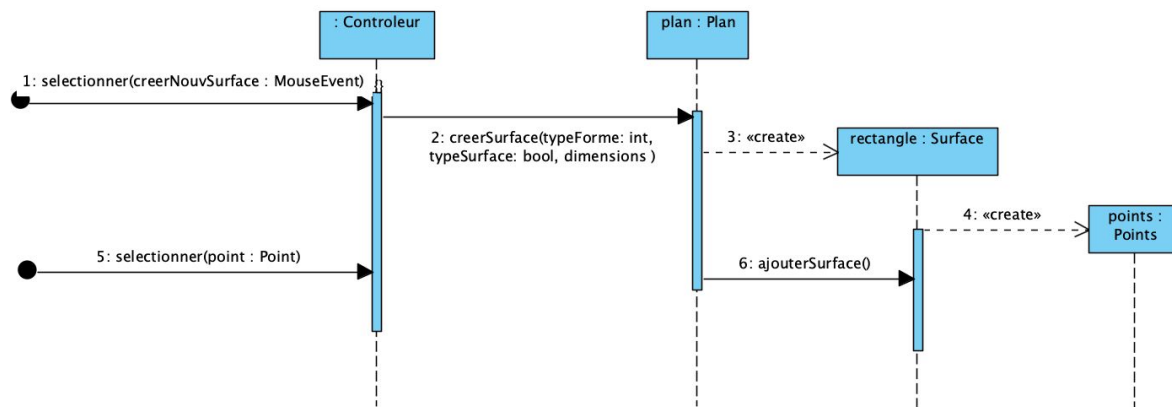 : Controleur
plan : Plan
1: selectionner(creerNouvSurface : MouseEvent)
{}
2: creerSurface(typeForme: int,
typeSurface: bool, dimensions )
3: «create»
rectangle : Surface
4: «create»
points :
Points
5: selectionner(point : Point)
6: ajouterSurface()